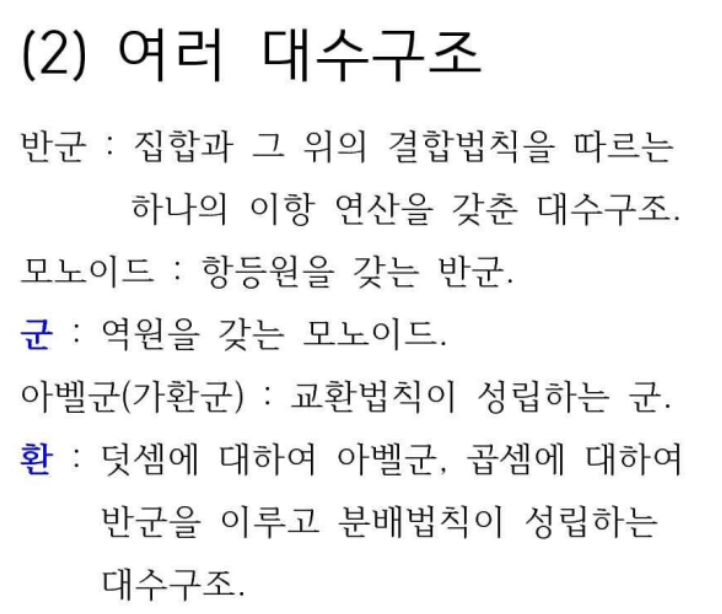 (2) 여러 대수구조
반군 : 집합과 그 위의 결합법칙을 따르는
하나의 이항 연산을 갖춘 대수구조.
모노이드 : 항등원을 갖는 반군.
군 : 역원을 갖는 모노이드.
아벨군(가환군) : 교환법칙이 성립하는 군.
환 : 덧셈에 대하여 아벨군, 곱셈에 대하여
반군을 이루고 분배법칙이 성립하는
대수구조.